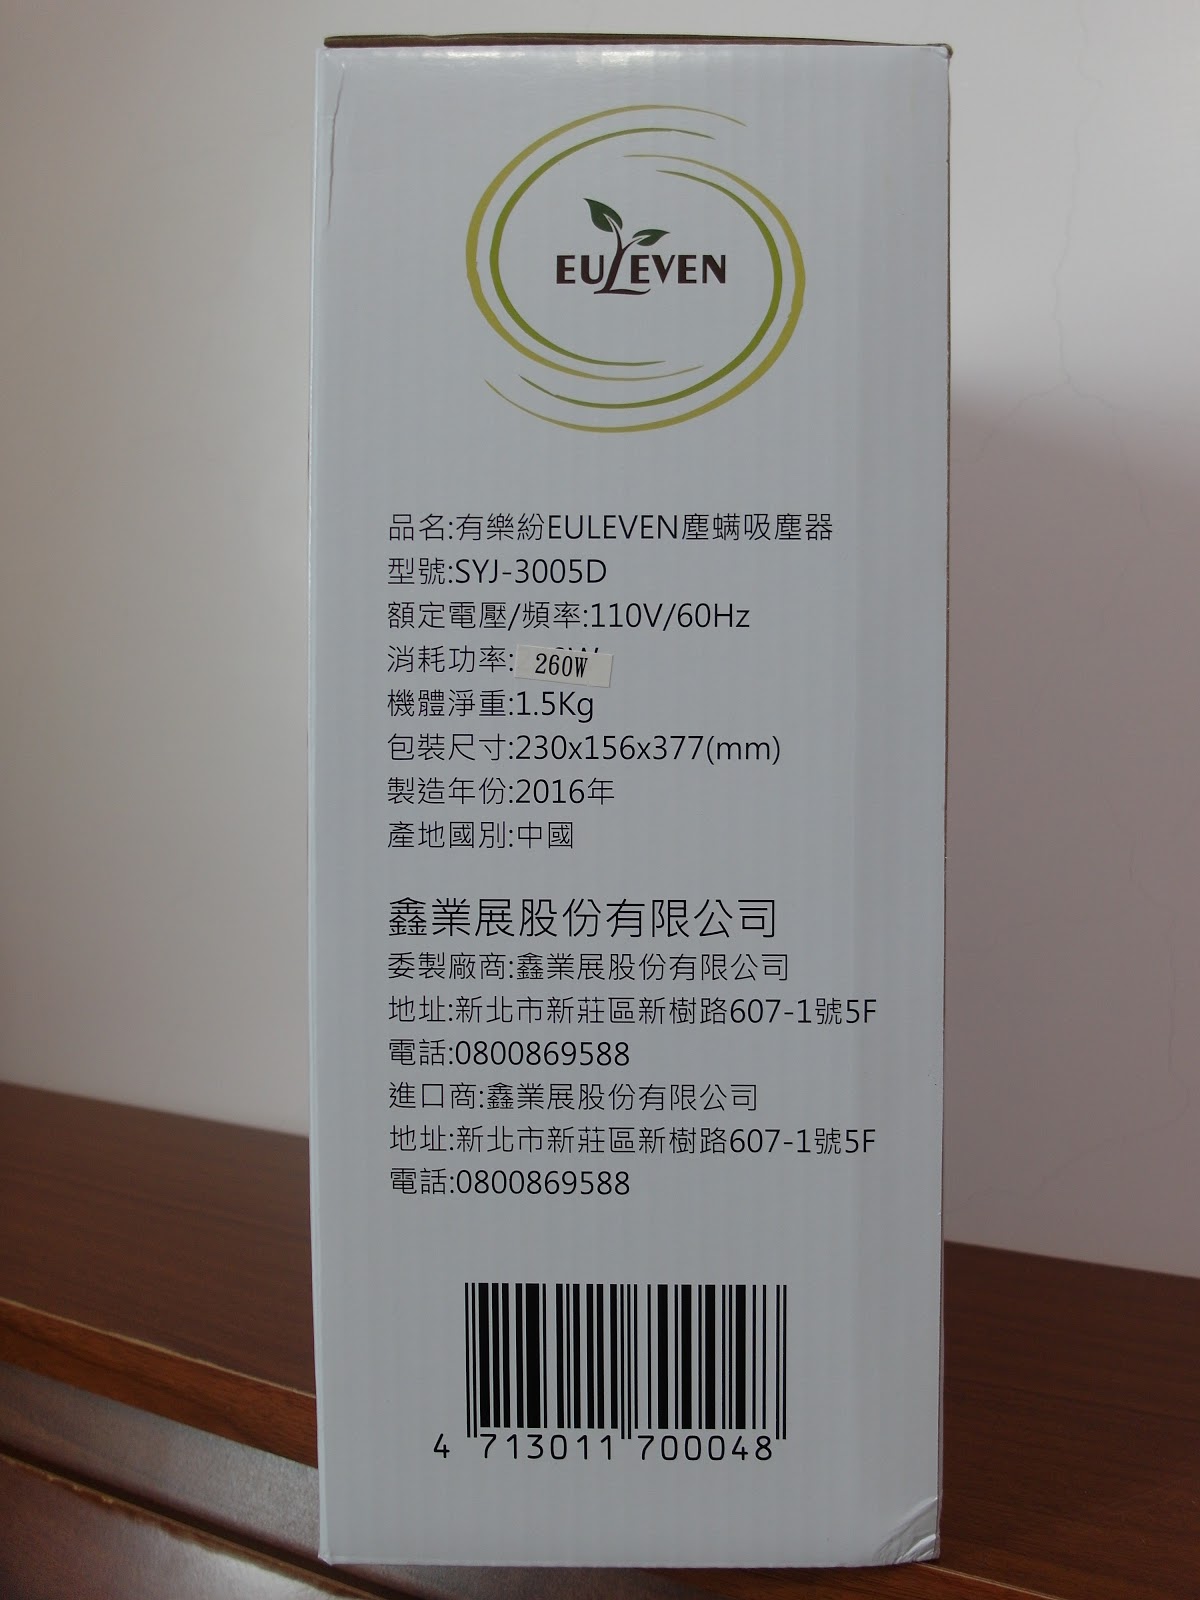 EULEVEN
品名:有樂紛EULEVEN塵螨吸塵器
型號:SYJ-3005D
額定電壓/頻率:110V/60Hz
消耗功率: 260W
機體淨重:1.5Kg
包裝尺寸:230x156x377(mm)
製造年份:2016年
產地國別:中國
鑫業展股份有限公司
委製廠商:鑫業展股份有限公司
地址:新北市新莊區新樹路607-1號5F
電話:0800869588
進口商:鑫業展股份有限公司
地址:新北市新莊區新樹路607-1號5F
電話:0800869588
4 713011 700048